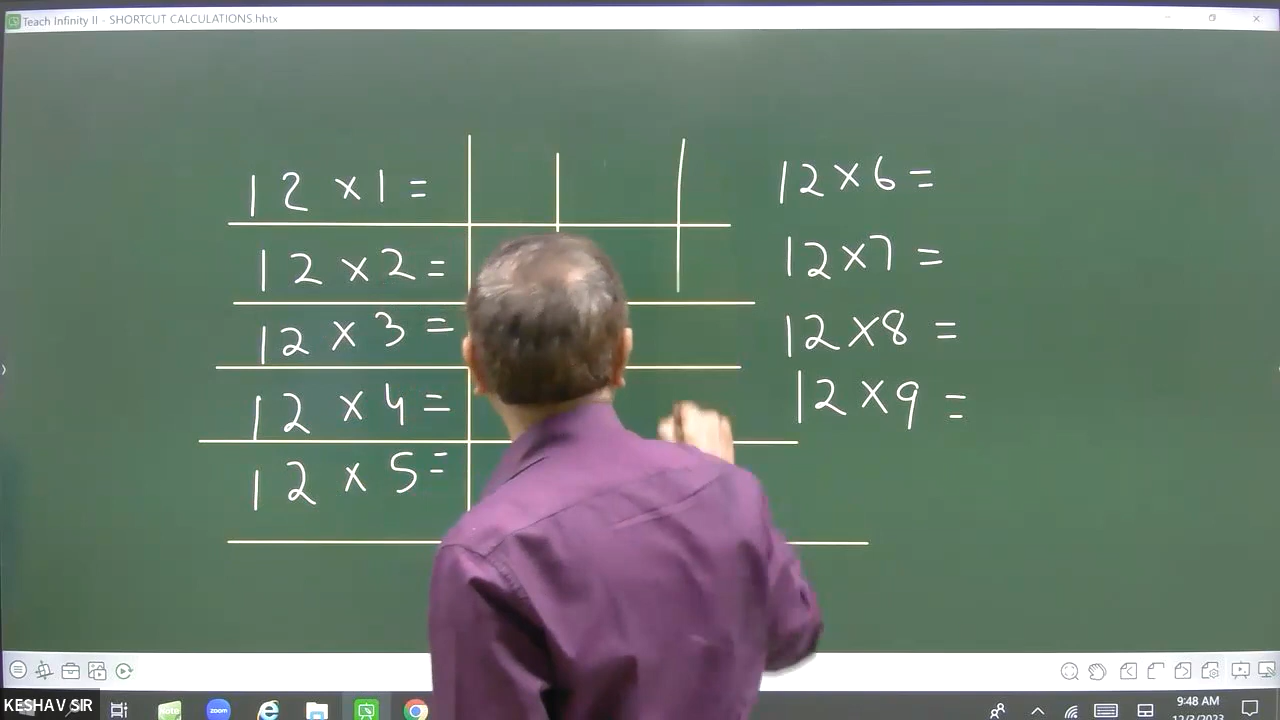 Teach Infinity II - SHORTCUT CALCULATIONS.hhtx
12 × 1 =
12 × 2 =
12 × 3 =
12 × 4 =
12 × 5 =
12 × 6 =
12 × 7 =
12 × 8 =
12 × 9 =
KESHAV SIR
zoom
9:48 AM